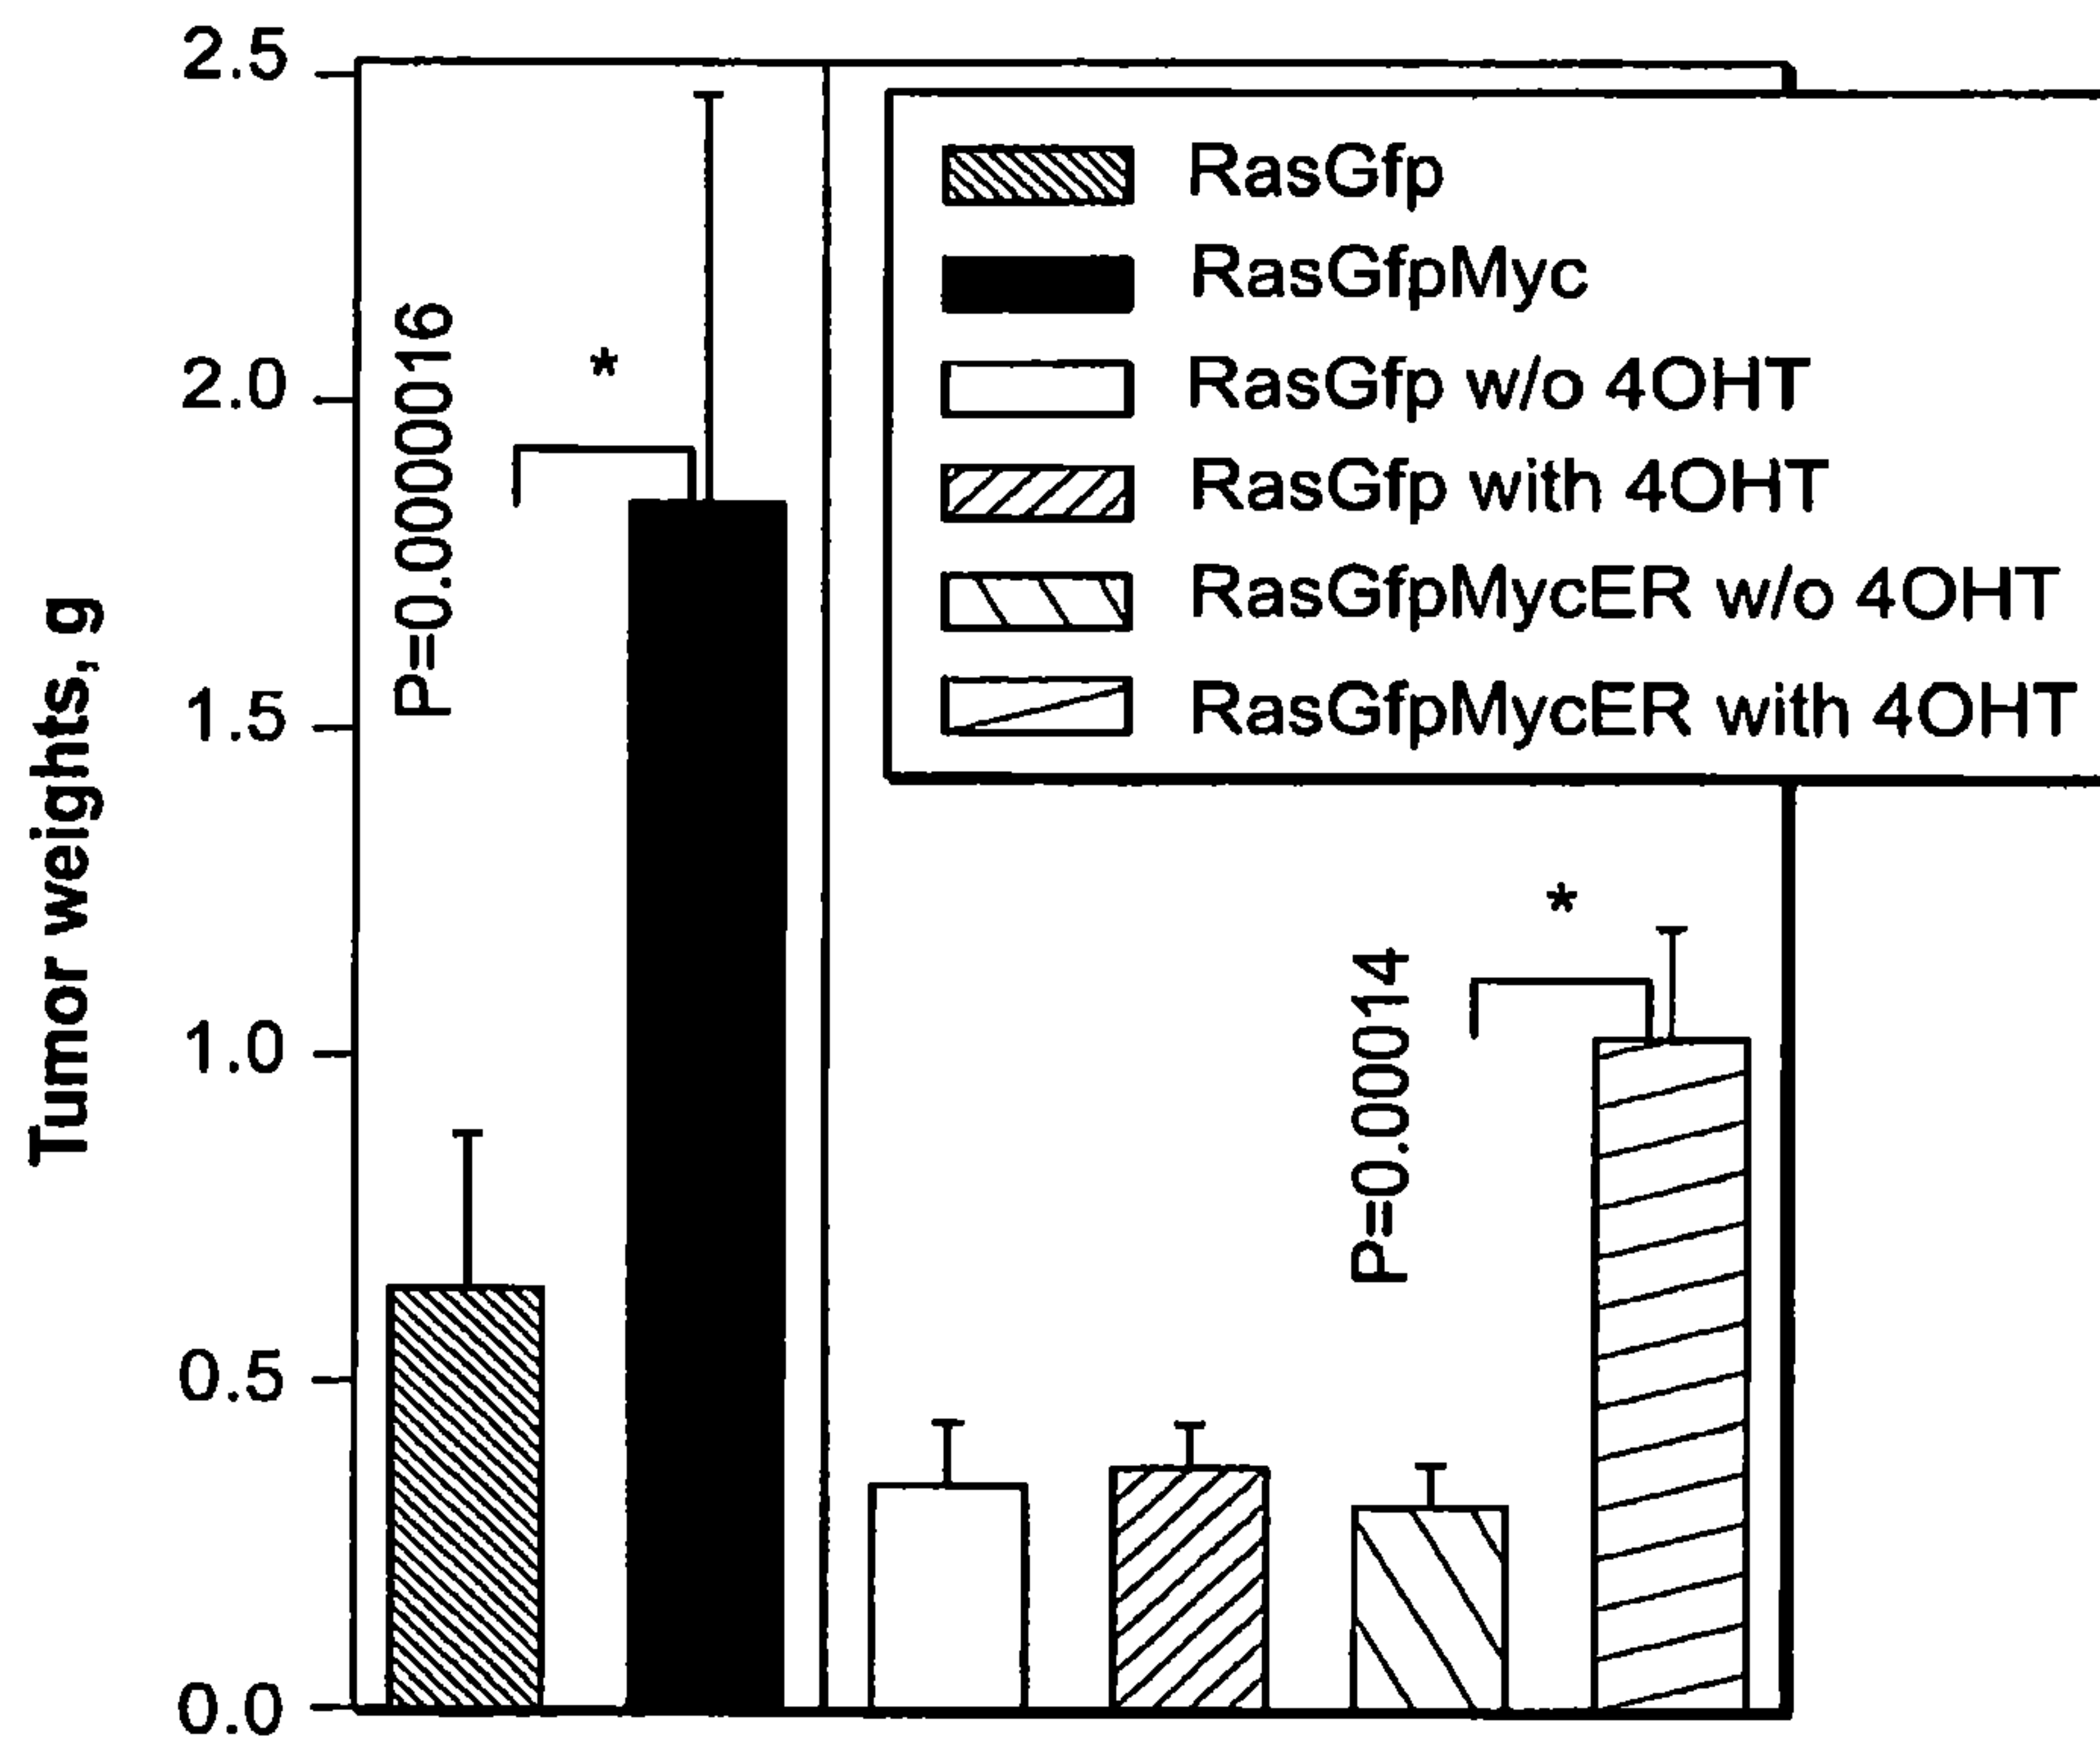 Tumor weights, g
2.5
2.0
1.5
1.0
0.5
0.0
P=0.000016
*
RasGfp
RasGfpMyc
RasGfp w/o 4OHT
RasGfp with 4OHT
RasGfpMycER w/o 4OHT
RasGfpMycER with 4OHT
P=0.00014
*